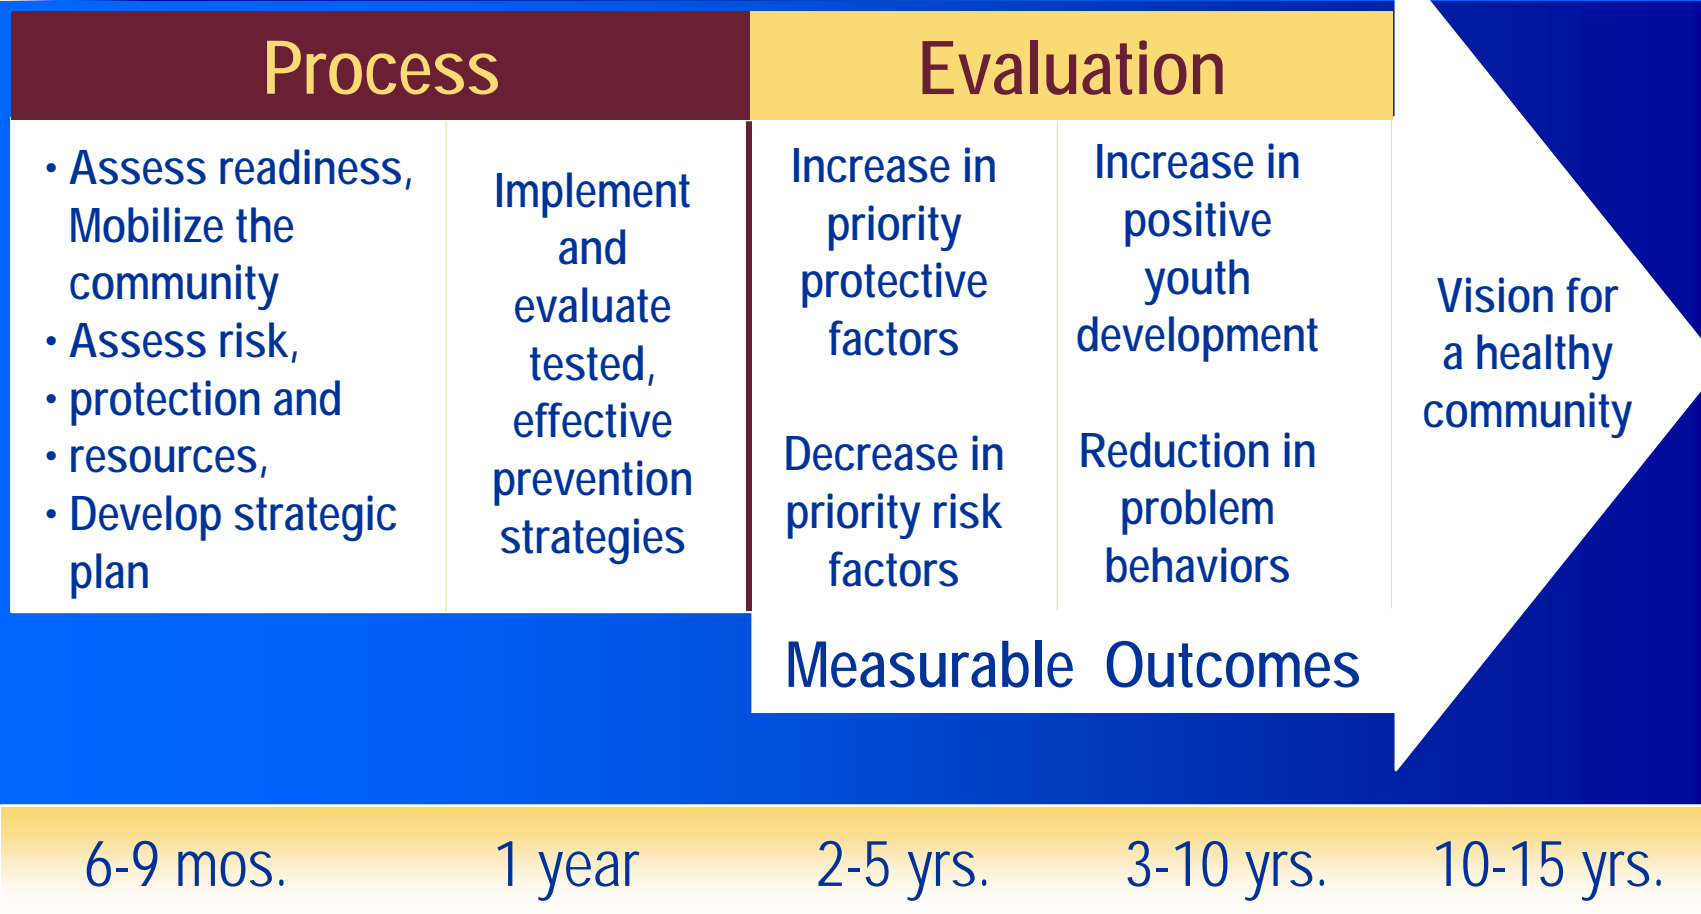 Process
Evaluation
• Assess readiness,
Mobilize the
community
• Assess risk,
• protection and
• resources,
• Develop strategic
plan
Implement
and
evaluate
tested,
effective
prevention
strategies
Increase in
priority
protective
factors
Decrease in
priority risk
factors
Increase in
positive
youth
development
Reduction in
problem
behaviors
Measurable Outcomes
Vision for
a healthy
community
6-9 mos.
1 year
2-5 yrs.
3-10 yrs.
10-15 yrs.